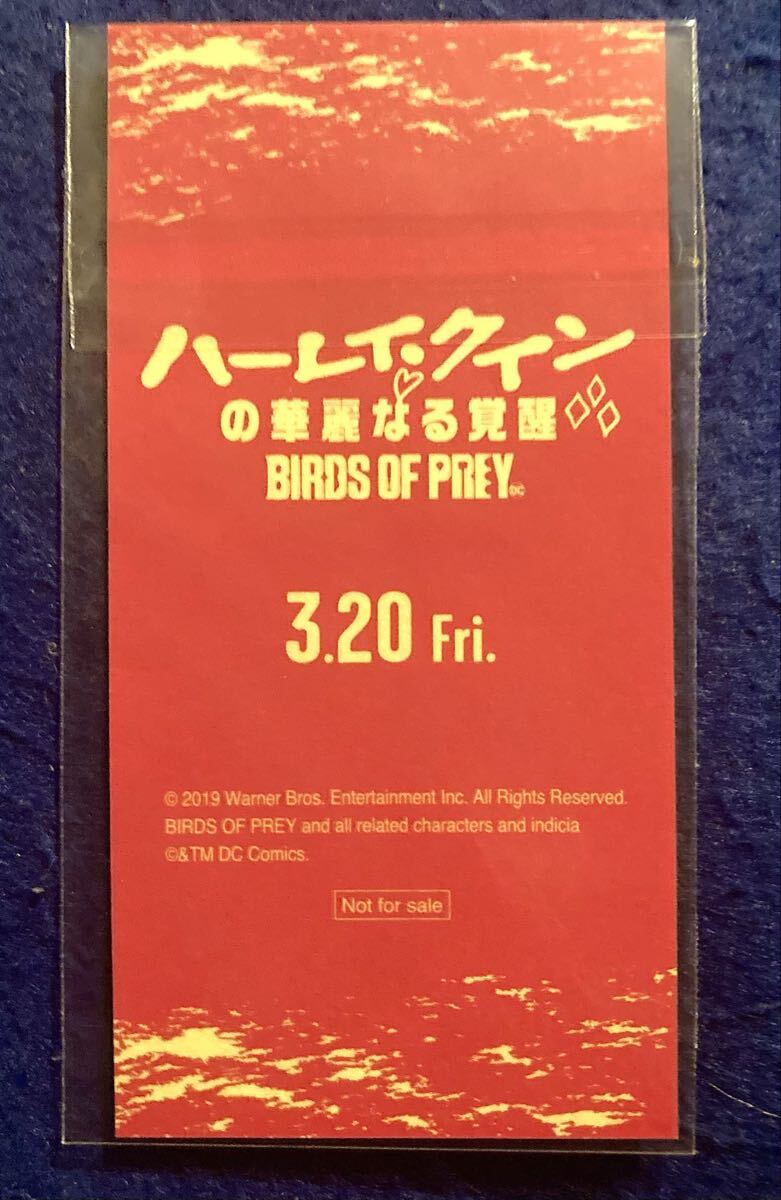 ハーレイ・クイン
の華麗なる覚醒
BIRDS OF PREY DC
3.20 Fri.
© 2019 Warner Bros. Entertainment Inc. All Rights Reserved.
BIRDS OF PREY and all related characters and indicia
©&TM DC Comics.
Not for sale